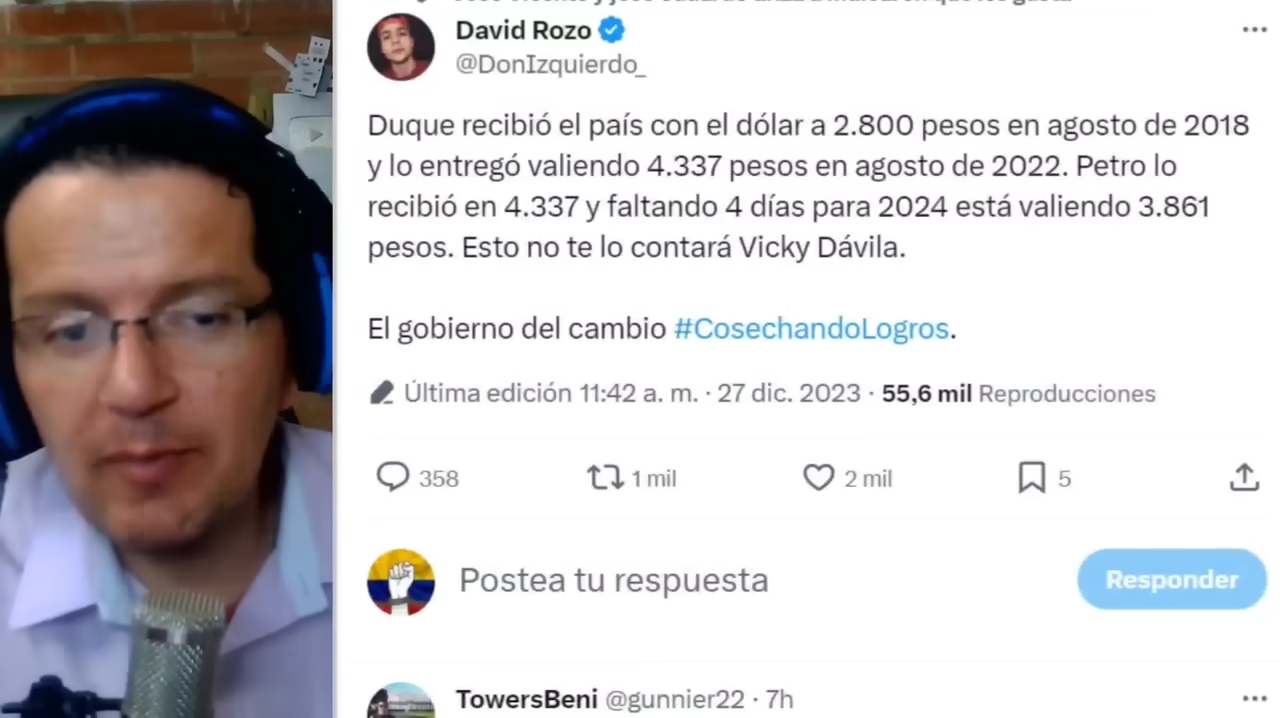 David Rozo
@DonIzquierdo_
Duque recibió el país con el dólar a 2.800 pesos en agosto de 2018
y lo entregó valiendo 4.337 pesos en agosto de 2022. Petro lo
recibió en 4.337 y faltando 4 días para 2024 está valiendo 3.861
pesos. Esto no te lo contará Vicky Dávila.
El gobierno del cambio #CosechandoLogros.
Última edición 11:42 a. m. · 27 dic. 2023 · 55,6 mil Reproducciones
358 1 mil 2 mil 5
Postea tu respuesta
Responder
TowersBeni @gunnier22 · 7h